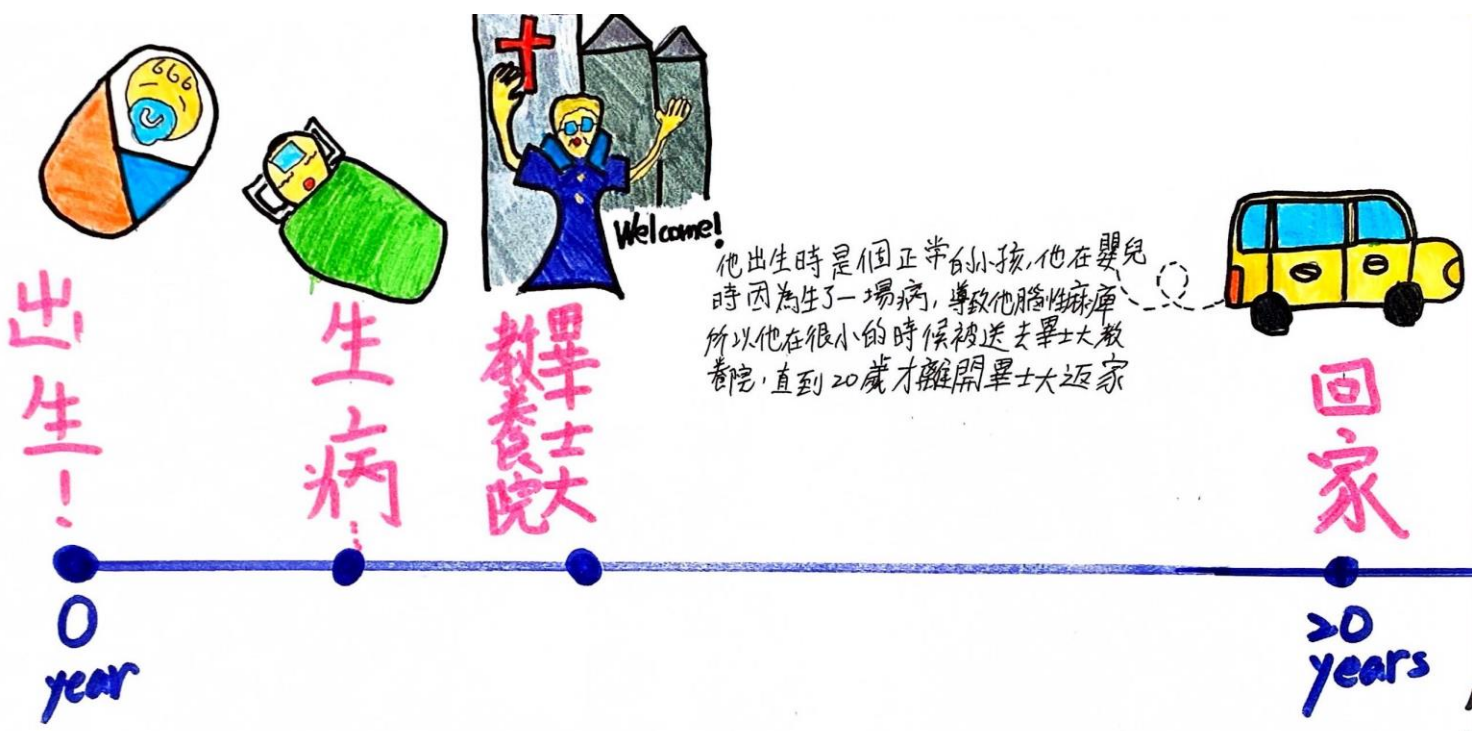 Welcome!
他出生時是個正常的小孩,他在嬰兒
時因為生了一場病,導致他腦性麻痺
所以他在很小的時候被送去畢士大教
養院,直到20歲才離開畢士大返家
出生!
生病...
畢士大
教養院
回家
0
year
20
years